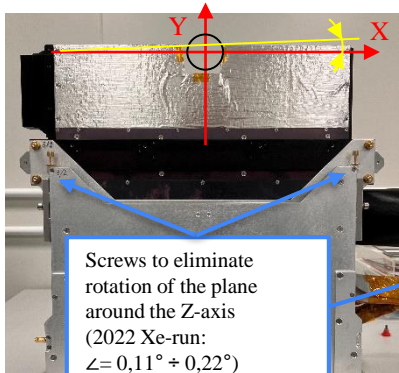 Y
X
Screws to eliminate
rotation of the plane
around the Z-axis
(2022 Xe-run:
∠= 0,11° ÷ 0,22°)